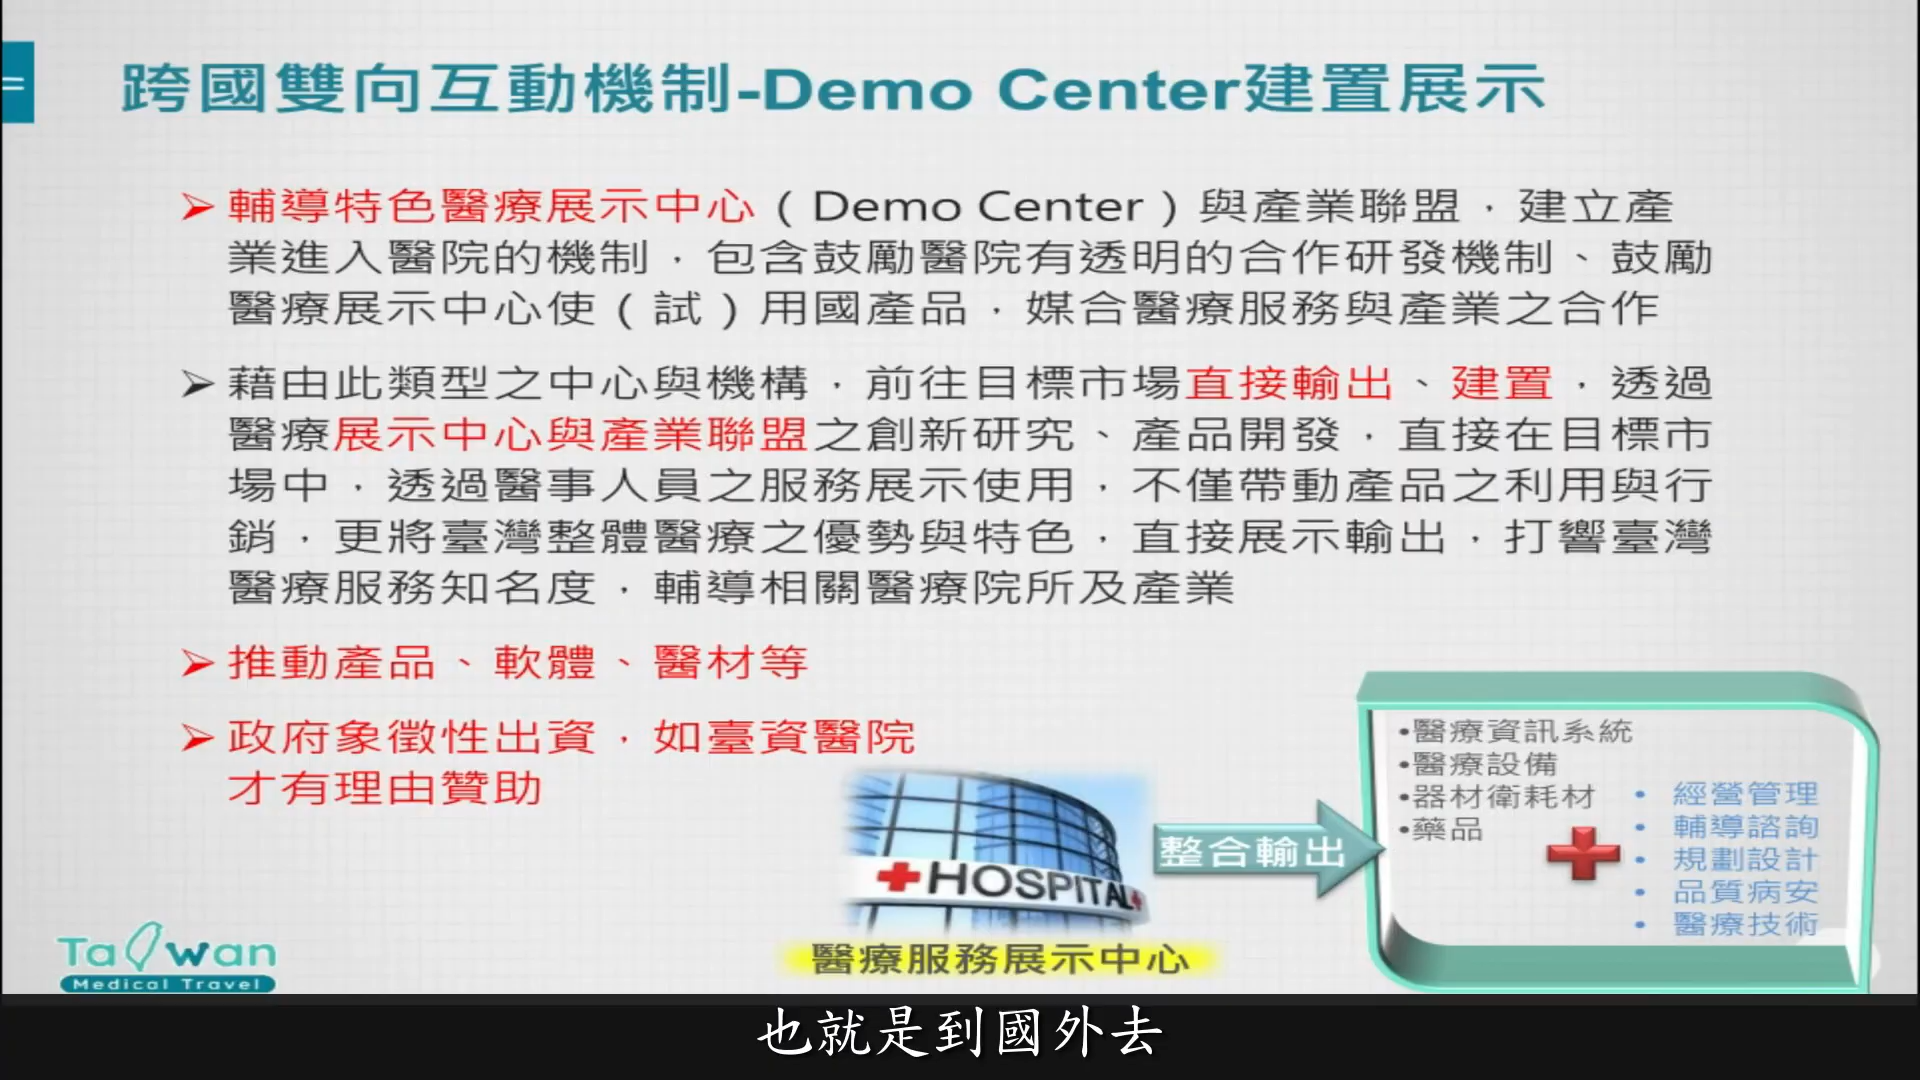 跨國雙向互動機制-Demo Center建置展示
➢輔導特色醫療展示中心（Demo Center）與產業聯盟，建立產
業進入醫院的機制，包含鼓勵醫院有透明的合作研發機制、鼓勵
醫療展示中心使（試）用國產品，媒合醫療服務與產業之合作
➢藉由此類型之中心與機構，前往目標市場直接輸出、建置，透過
醫療展示中心與產業聯盟之創新研究、產品開發，直接在目標市
場中，透過醫事人員之服務展示使用，不僅帶動產品之利用與行
銷，更將臺灣整體醫療之優勢與特色，直接展示輸出，打響臺灣
醫療服務知名度，輔導相關醫療院所及產業
➢推動產品、軟體、醫材等
➢政府象徵性出資，如臺資醫院
才有理由贊助
HOSPITAL
醫療服務展示中心
整合輸出
•醫療資訊系統
•醫療設備
•器材衛耗材
•藥品
• 經營管理
• 輔導諮詢
• 規劃設計
• 品質病安
• 醫療技術
Taiwan
Medical Travel
也就是到國外去